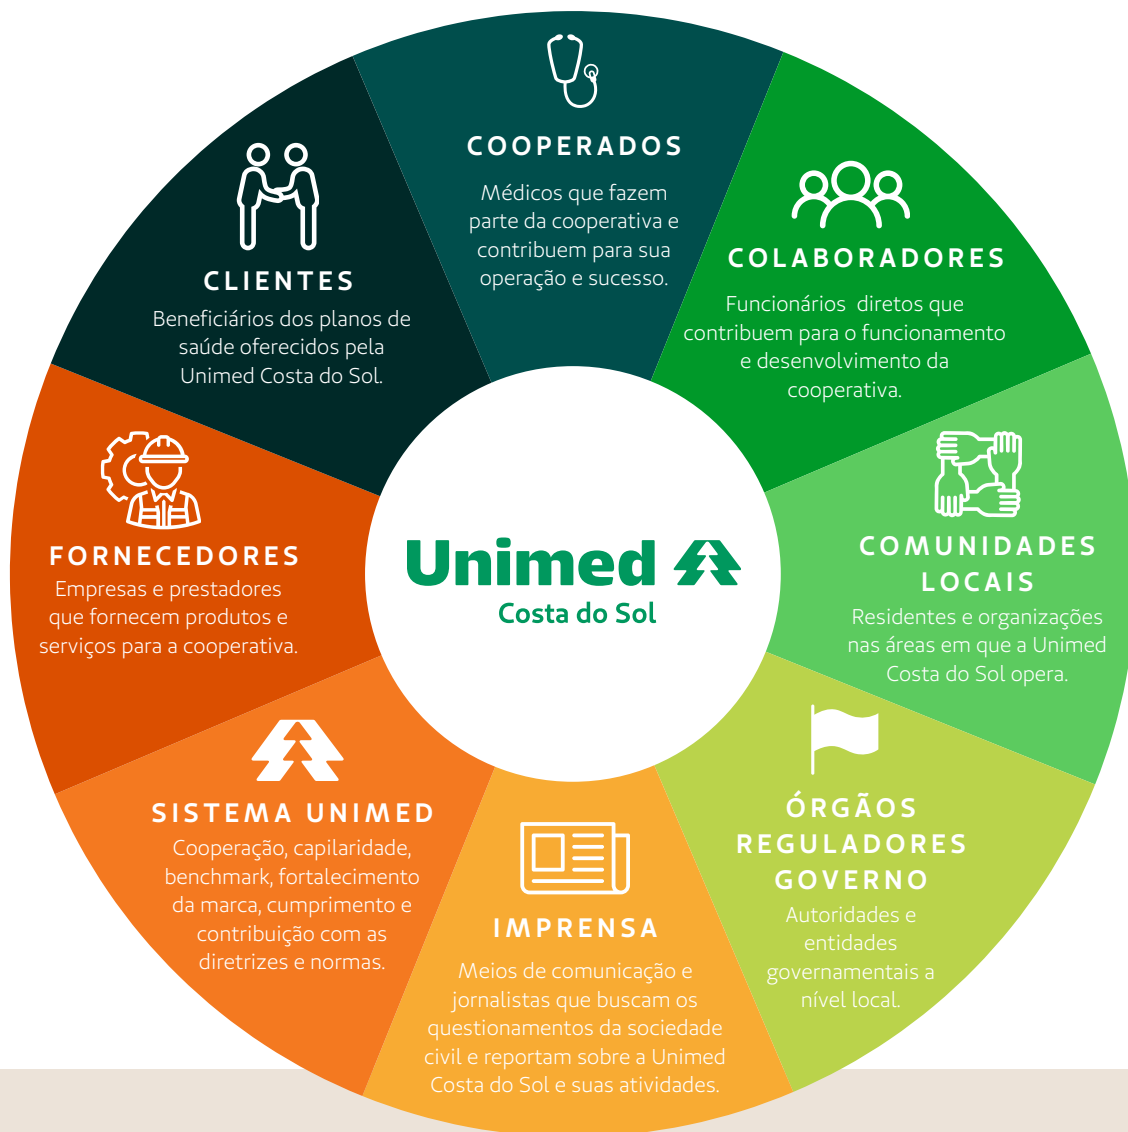 COOPERADOS
Médicos que fazem
parte da cooperativa e
contribuem para sua
operação e sucesso.
COLABORADORES
Funcionários diretos que
contribuem para o funcionamento
e desenvolvimento da
cooperativa.
COMUNIDADES
LOCAIS
Residentes e organizações
nas áreas em que a Unimed
Costa do Sol opera.
ÓRGÃOS
REGULADORES
GOVERNO
Autoridades e
entidades
governamentais a
nível local.
IMPRENSA
Meios de comunicação e
jornalistas que buscam os
questionamentos da sociedade
civil e reportam sobre a Unimed
Costa do Sol e suas atividades.
SISTEMA UNIMED
Cooperação, capilaridade,
benchmark, fortalecimento
da marca, cumprimento e
contribuição com as
diretrizes e normas.
FORNECEDORES
Empresas e prestadores
que fornecem produtos e
serviços para a cooperativa.
CLIENTES
Beneficiários dos planos de
saúde oferecidos pela
Unimed Costa do Sol.
Unimed
Costa do Sol